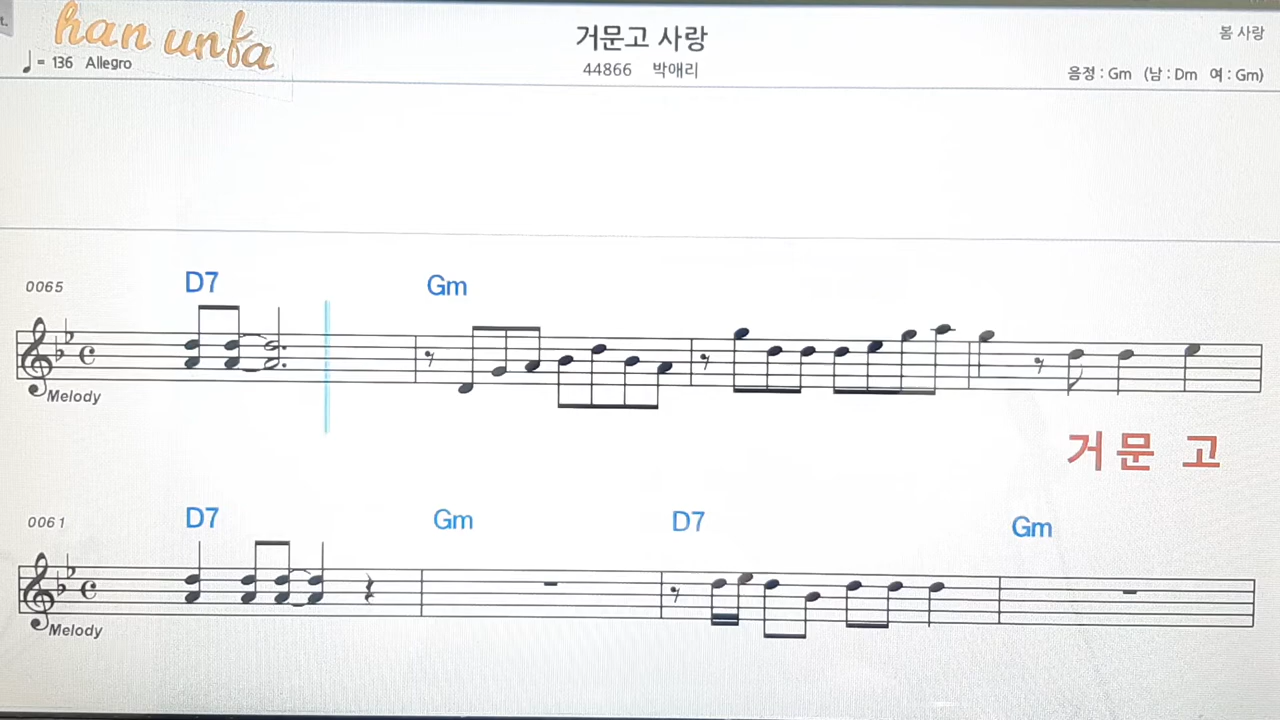 t.
han unfa
♩ = 136 Allegro
거문고 사랑
44866 박애리
봄 사랑
음정 : Gm (남 : Dm 여 : Gm)
0065
D7 Gm
Melody
거 문 고
0061
D7 Gm D7 Gm
Melody